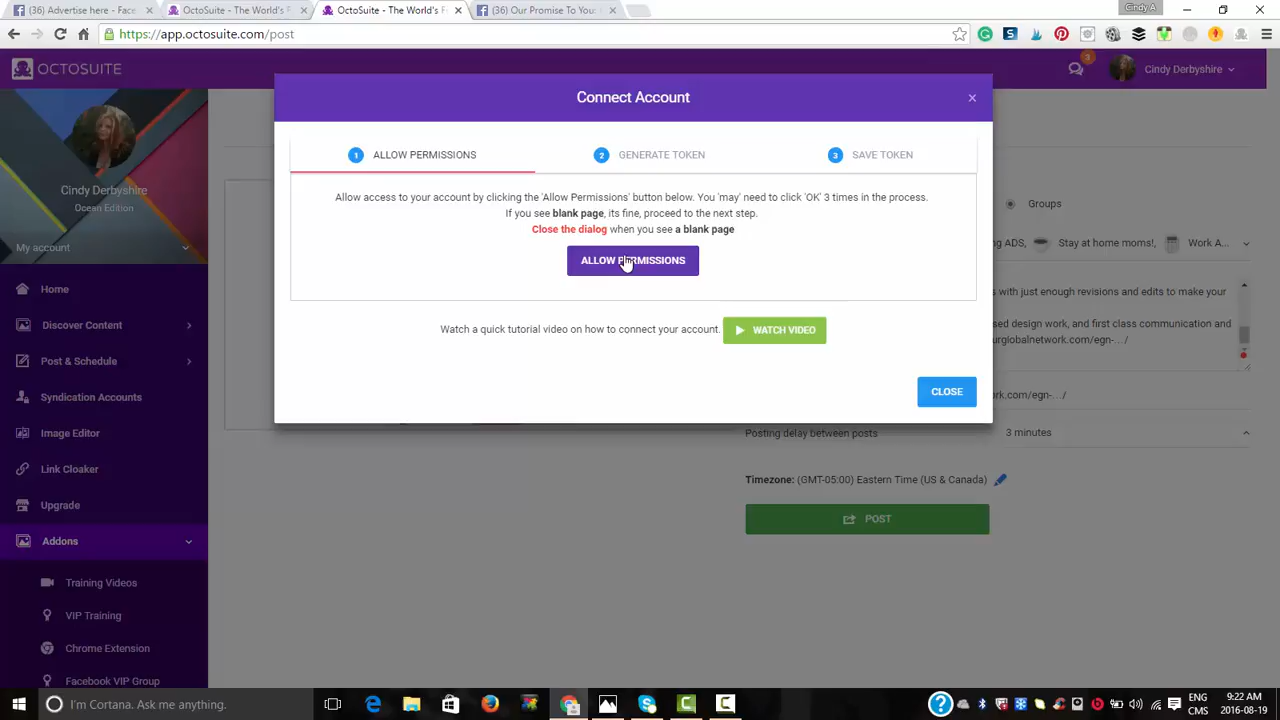 (36) Advertise here - Face
OctoSuite - The World's F
OctoSuite - The World's F
(36) Our Promise To You:
Cindy A
https://app.octosuite.com/post
OCTOSUITE
3
Cindy Derbyshire
Connect Account
×
1 ALLOW PERMISSIONS
2 GENERATE TOKEN
3 SAVE TOKEN
Allow access to your account by clicking the 'Allow Permissions' button below. You 'may' need to click 'OK' 3 times in the process.
If you see blank page, its fine, proceed to the next step.
Close the dialog when you see a blank page
ALLOW PERMISSIONS
Watch a quick tutorial video on how to connect your account.
WATCH VIDEO
CLOSE
Cindy Derbyshire
Ocean Edition
My account
Home
Discover Content
Post & Schedule
Syndication Accounts
Image Editor
Link Cloaker
Upgrade
Addons
Training Videos
VIP Training
Chrome Extension
Facebook VIP Group
Groups
ADS, Stay at home moms!, Work A...
with just enough revisions and edits to make your
design work, and first class communication and
/egn-.../
.com/egn-.../
Posting delay between posts
3 minutes
Timezone: (GMT-05:00) Eastern Time (US & Canada)
POST
I'm Cortana. Ask me anything.
ENG
CMS
9:22 AM
2016-08-19